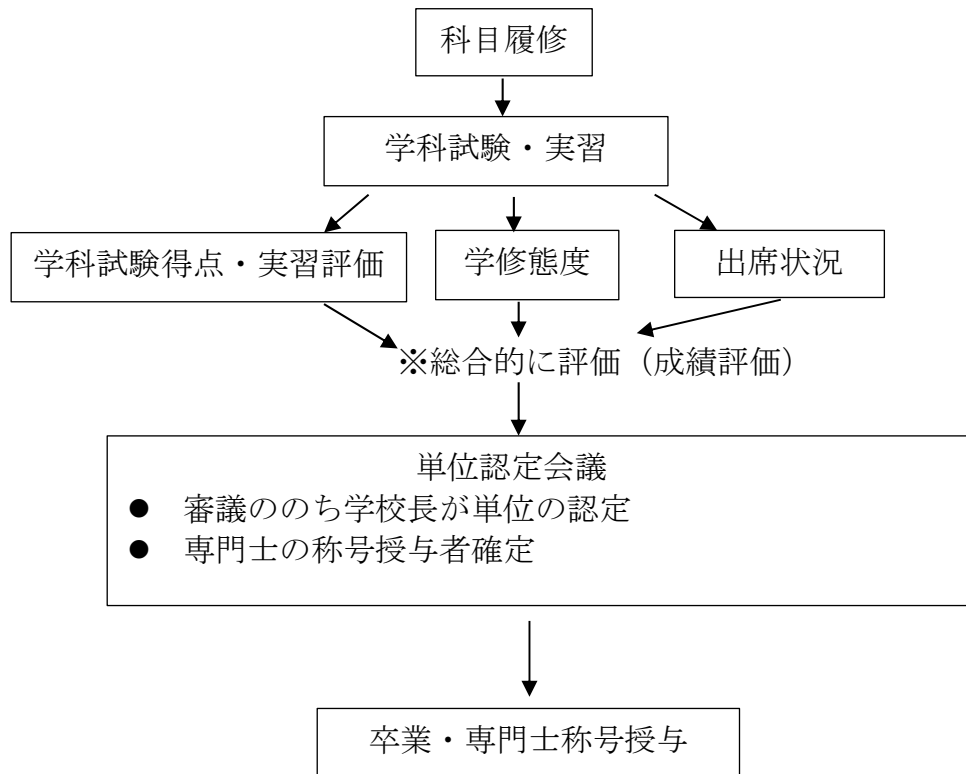 科目履修
学科試験・実習
学科試験得点・実習評価
学修態度
出席状況
※総合的に評価（成績評価）
単位認定会議
● 審議ののち学校長が単位の認定
● 専門士の称号授与者確定
卒業・専門士称号授与